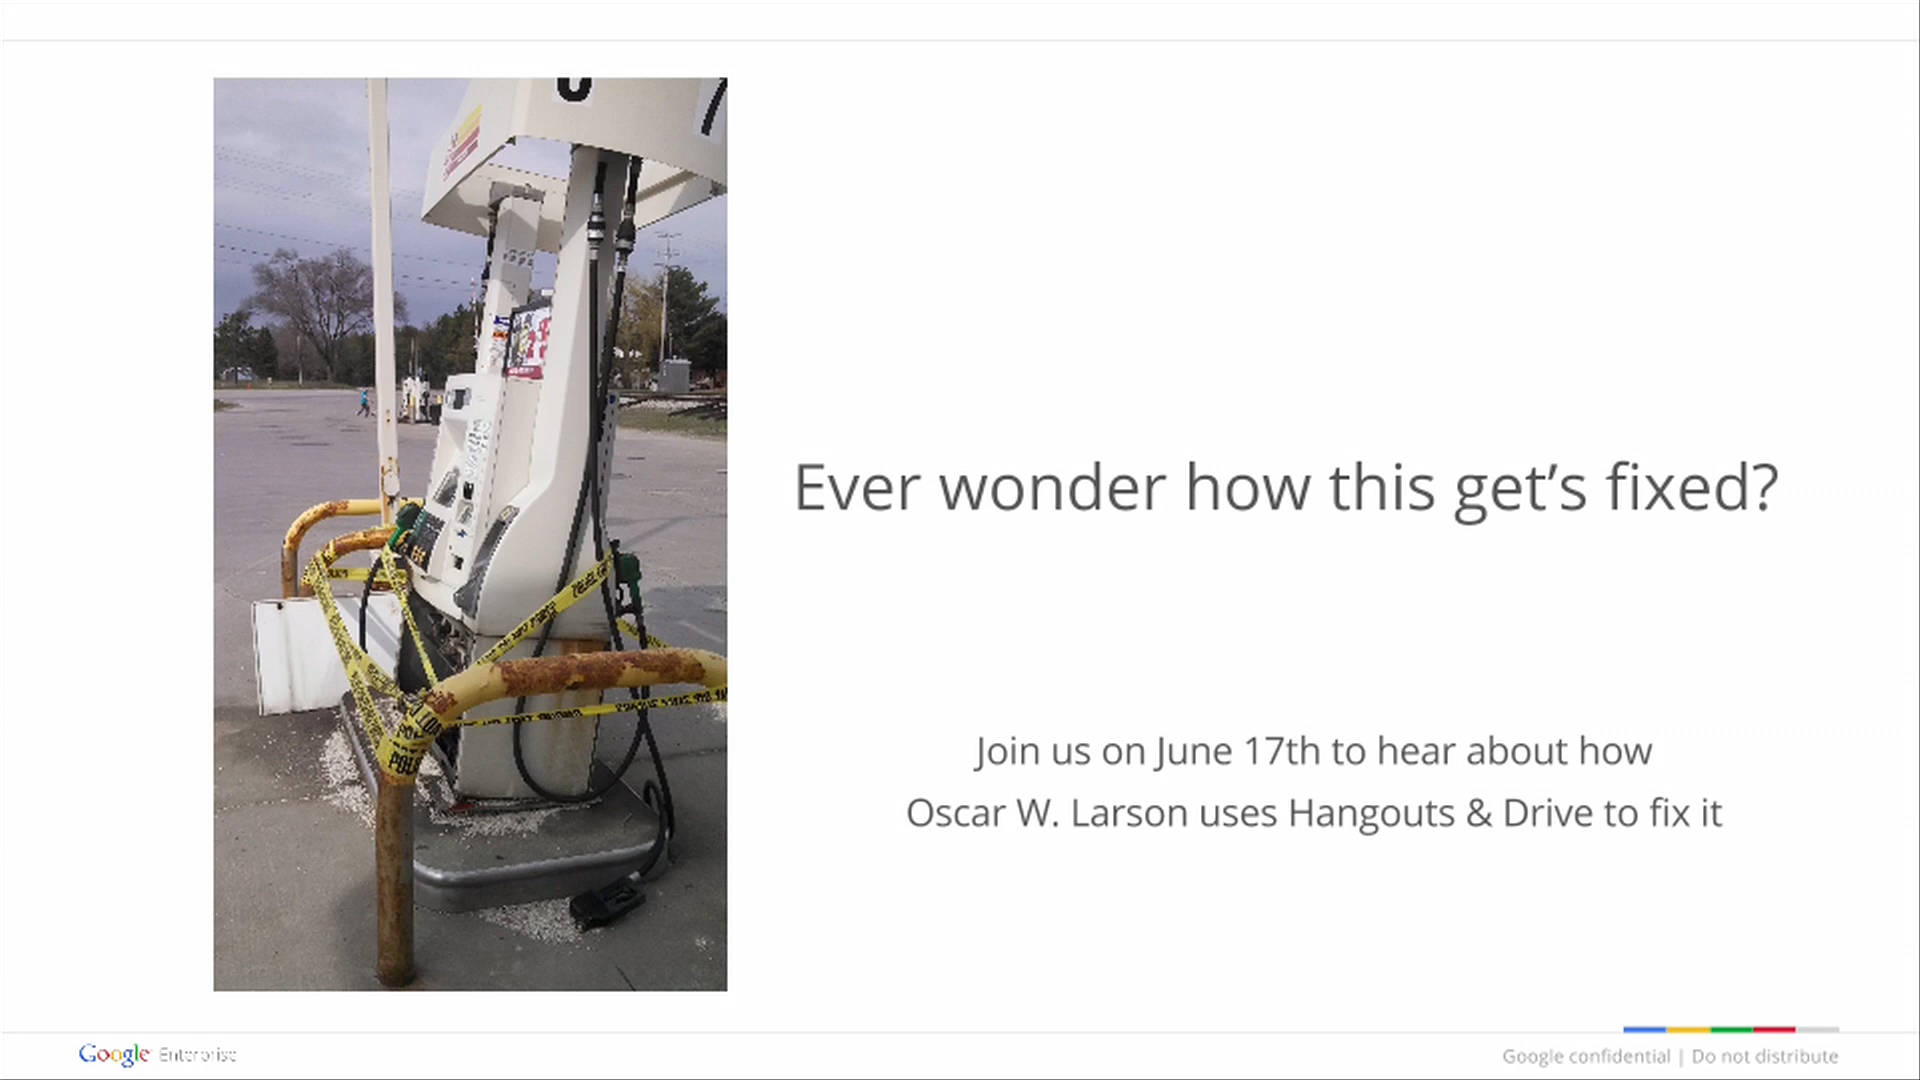 Ever wonder how this get’s fixed?
Join us on June 17th to hear about how
Oscar W. Larson uses Hangouts & Drive to fix it
Google Enterprise
Google confidential | Do not distribute